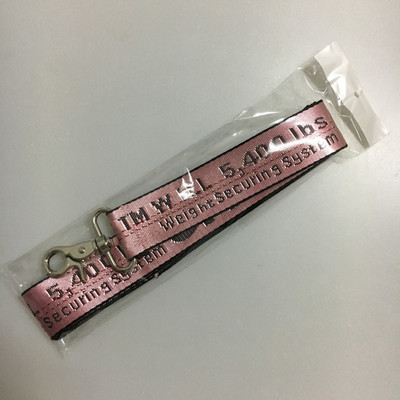 TM W.L.L. 5,400 lbs
Weight Securing System
5,400
Securing System